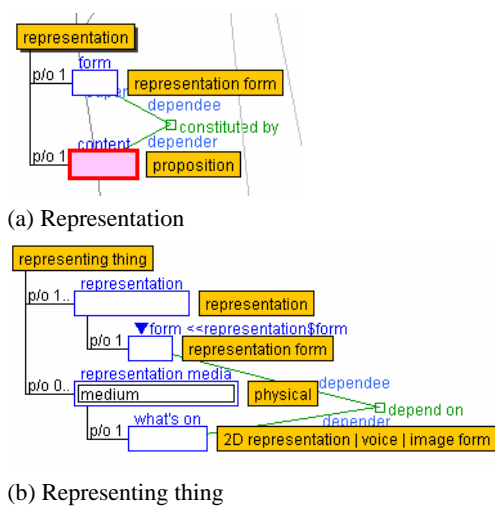 representation
form
p/o 1
representation form
super
dependee
constituted by
content
depender
p/o 1
proposition
(a) Representation
representing thing
representation
p/o 1..
representation
▼form <<representation$form
p/o 1
representation form
representation media
p/o 0..
medium
physical
dependee
depend on
what's on
depender
p/o 1
2D representation | voice | image form
(b) Representing thing